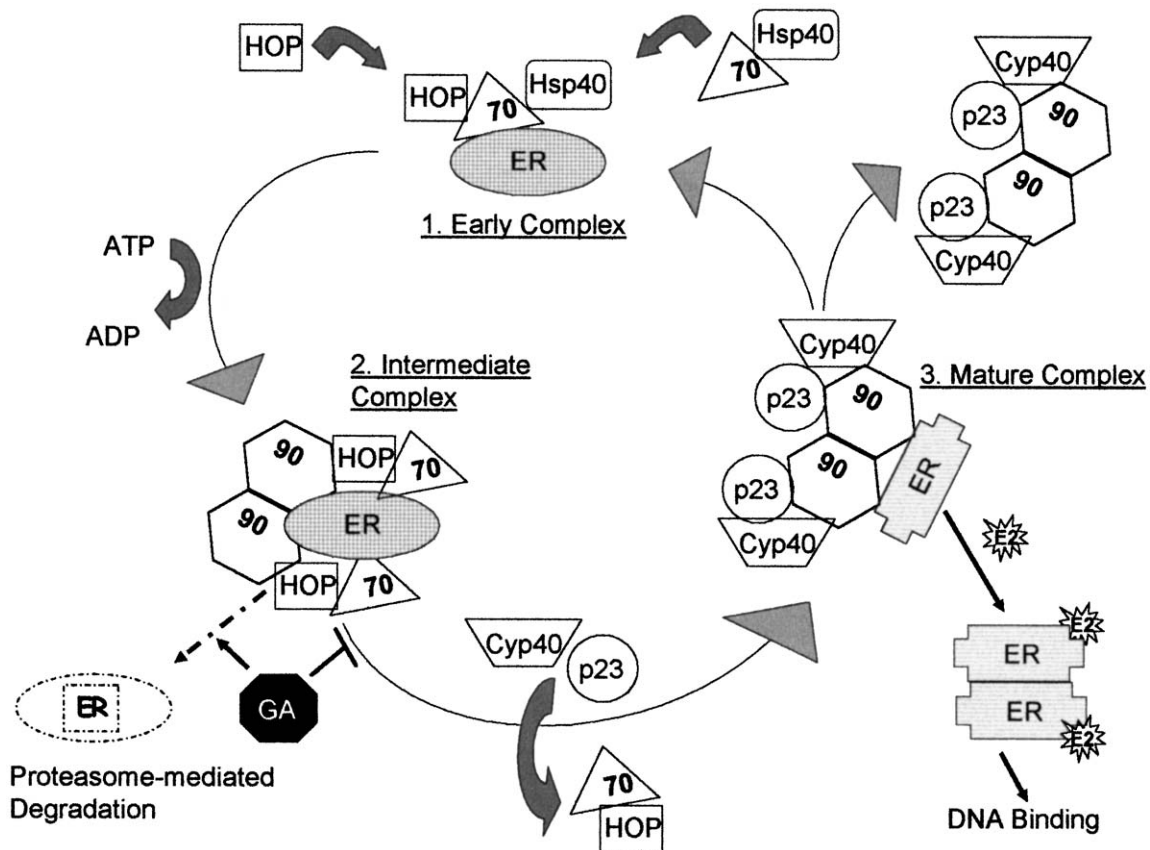 HOP
Hsp40
70
HOP
70
Hsp40
ER
1. Early Complex
Cyp40
p23
90
90
p23
Cyp40
ATP
ADP
2. Intermediate
Complex
90
HOP
70
90
ER
HOP
70
GA
ER
Proteasome-mediated
Degradation
Cyp40
p23
70
HOP
Cyp40
3. Mature Complex
p23
90
90
ER
p23
Cyp40
E2
E2
ER
ER
E2
DNA Binding